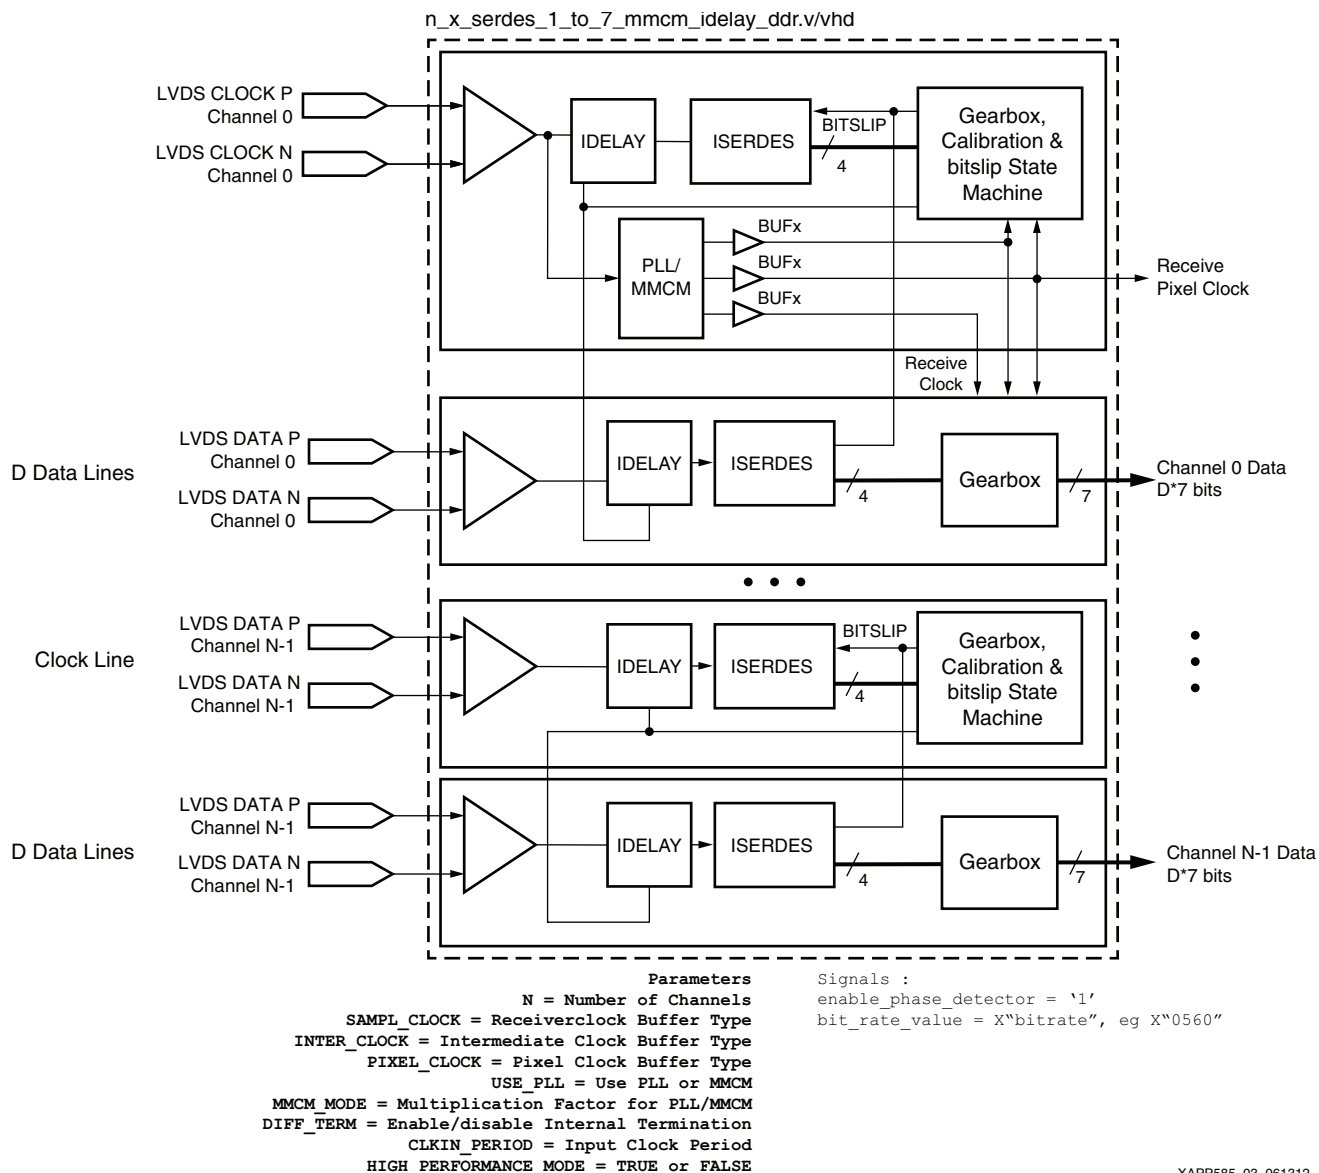 n_x_serdes_1_to_7_mmcm_idelay_ddr.v/vhd
LVDS CLOCK P
Channel 0
LVDS CLOCK N
Channel 0
IDELAY
ISERDES
BITSLIP
4
Gearbox,
Calibration &
bitslip State
Machine
PLL/
MMCM
BUFx
BUFx
BUFx
Receive
Pixel Clock
Receive
Clock
D Data Lines
LVDS DATA P
Channel 0
LVDS DATA N
Channel 0
IDELAY
ISERDES
4
Gearbox
7
Channel 0 Data
D*7 bits
Clock Line
LVDS DATA P
Channel N-1
LVDS DATA N
Channel N-1
IDELAY
ISERDES
BITSLIP
4
Gearbox,
Calibration &
bitslip State
Machine
D Data Lines
LVDS DATA P
Channel N-1
LVDS DATA N
Channel N-1
IDELAY
ISERDES
4
Gearbox
7
Channel N-1 Data
D*7 bits
Parameters
N = Number of Channels
SAMPL_CLOCK = Receiverclock Buffer Type
INTER_CLOCK = Intermediate Clock Buffer Type
PIXEL_CLOCK = Pixel Clock Buffer Type
USE_PLL = Use PLL or MMCM
MMCM_MODE = Multiplication Factor for PLL/MMCM
DIFF_TERM = Enable/disable Internal Termination
CLKIN_PERIOD = Input Clock Period
HIGH_PERFORMANCE_MODE = TRUE or FALSE
Signals :
enable_phase_detector = ‘1’
bit_rate_value = X“bitrate”, eg X“0560”
XAPP585_03_061312